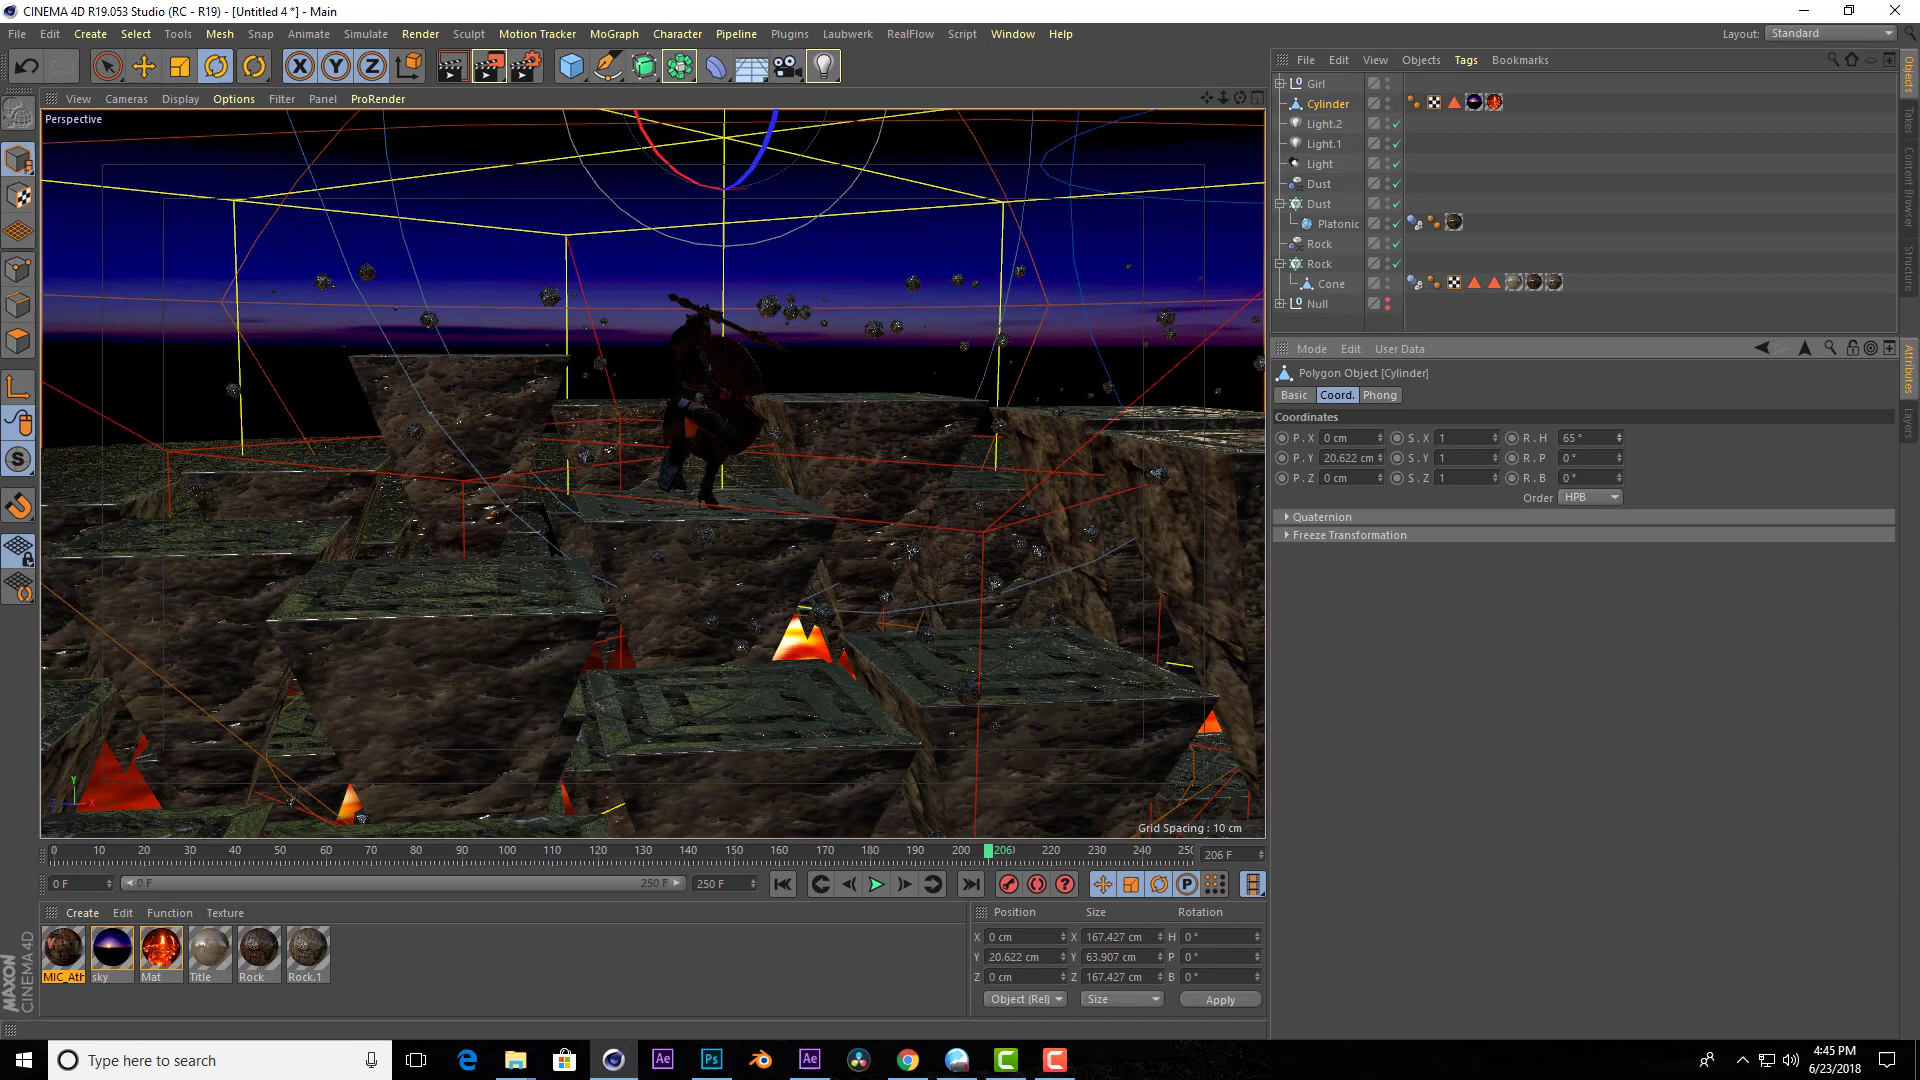 CINEMA 4D R19.053 Studio (RC - R19) - [Untitled 4 *] - Main
File Edit Create Select Tools Mesh Snap Animate Simulate Render Sculpt Motion Tracker MoGraph Character Pipeline Plugins Laubwerk RealFlow Script Window Help
Layout: Standard
View Cameras Display Options Filter Panel ProRender
Perspective
Grid Spacing : 10 cm
File Edit View Objects Tags Bookmarks
Girl
Cylinder
Light.2
Light.1
Light
Dust
Dust
Platonic
Rock
Rock
Cone
Null
Objects
Takes
Content Browser
Structure
Mode Edit User Data
Polygon Object [Cylinder]
Basic Coord. Phong
Coordinates
P . X 0 cm S . X 1 R . H 65 °
P . Y 20.622 cm S . Y 1 R . P 0 °
P . Z 0 cm S . Z 1 R . B 0 °
Order HPB
Quaternion
Freeze Transformation
Attributes
Layers
0 10 20 30 40 50 60 70 80 90 100 110 120 130 140 150 160 170 180 190 200 206 220 230 240 250 206 F
0 F 0 F 250 F 250 F
Create Edit Function Texture
MIC_Ath sky Mat Title Rock Rock.1
Position Size Rotation
X 0 cm X 167.427 cm H 0 °
Y 20.622 cm Y 63.907 cm P 0 °
Z 0 cm Z 167.427 cm B 0 °
Object (Rel) Size Apply
MAXON
CINEMA 4D
Type here to search
4:45 PM
6/23/2018